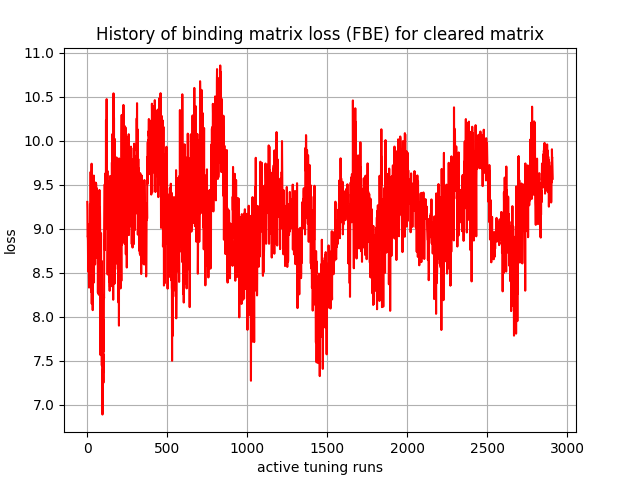 History of binding matrix loss (FBE) for cleared matrix
11.0
10.5
10.0
9.5
9.0
8.5
8.0
7.5
7.0
loss
0 500 1000 1500 2000 2500 3000
active tuning runs